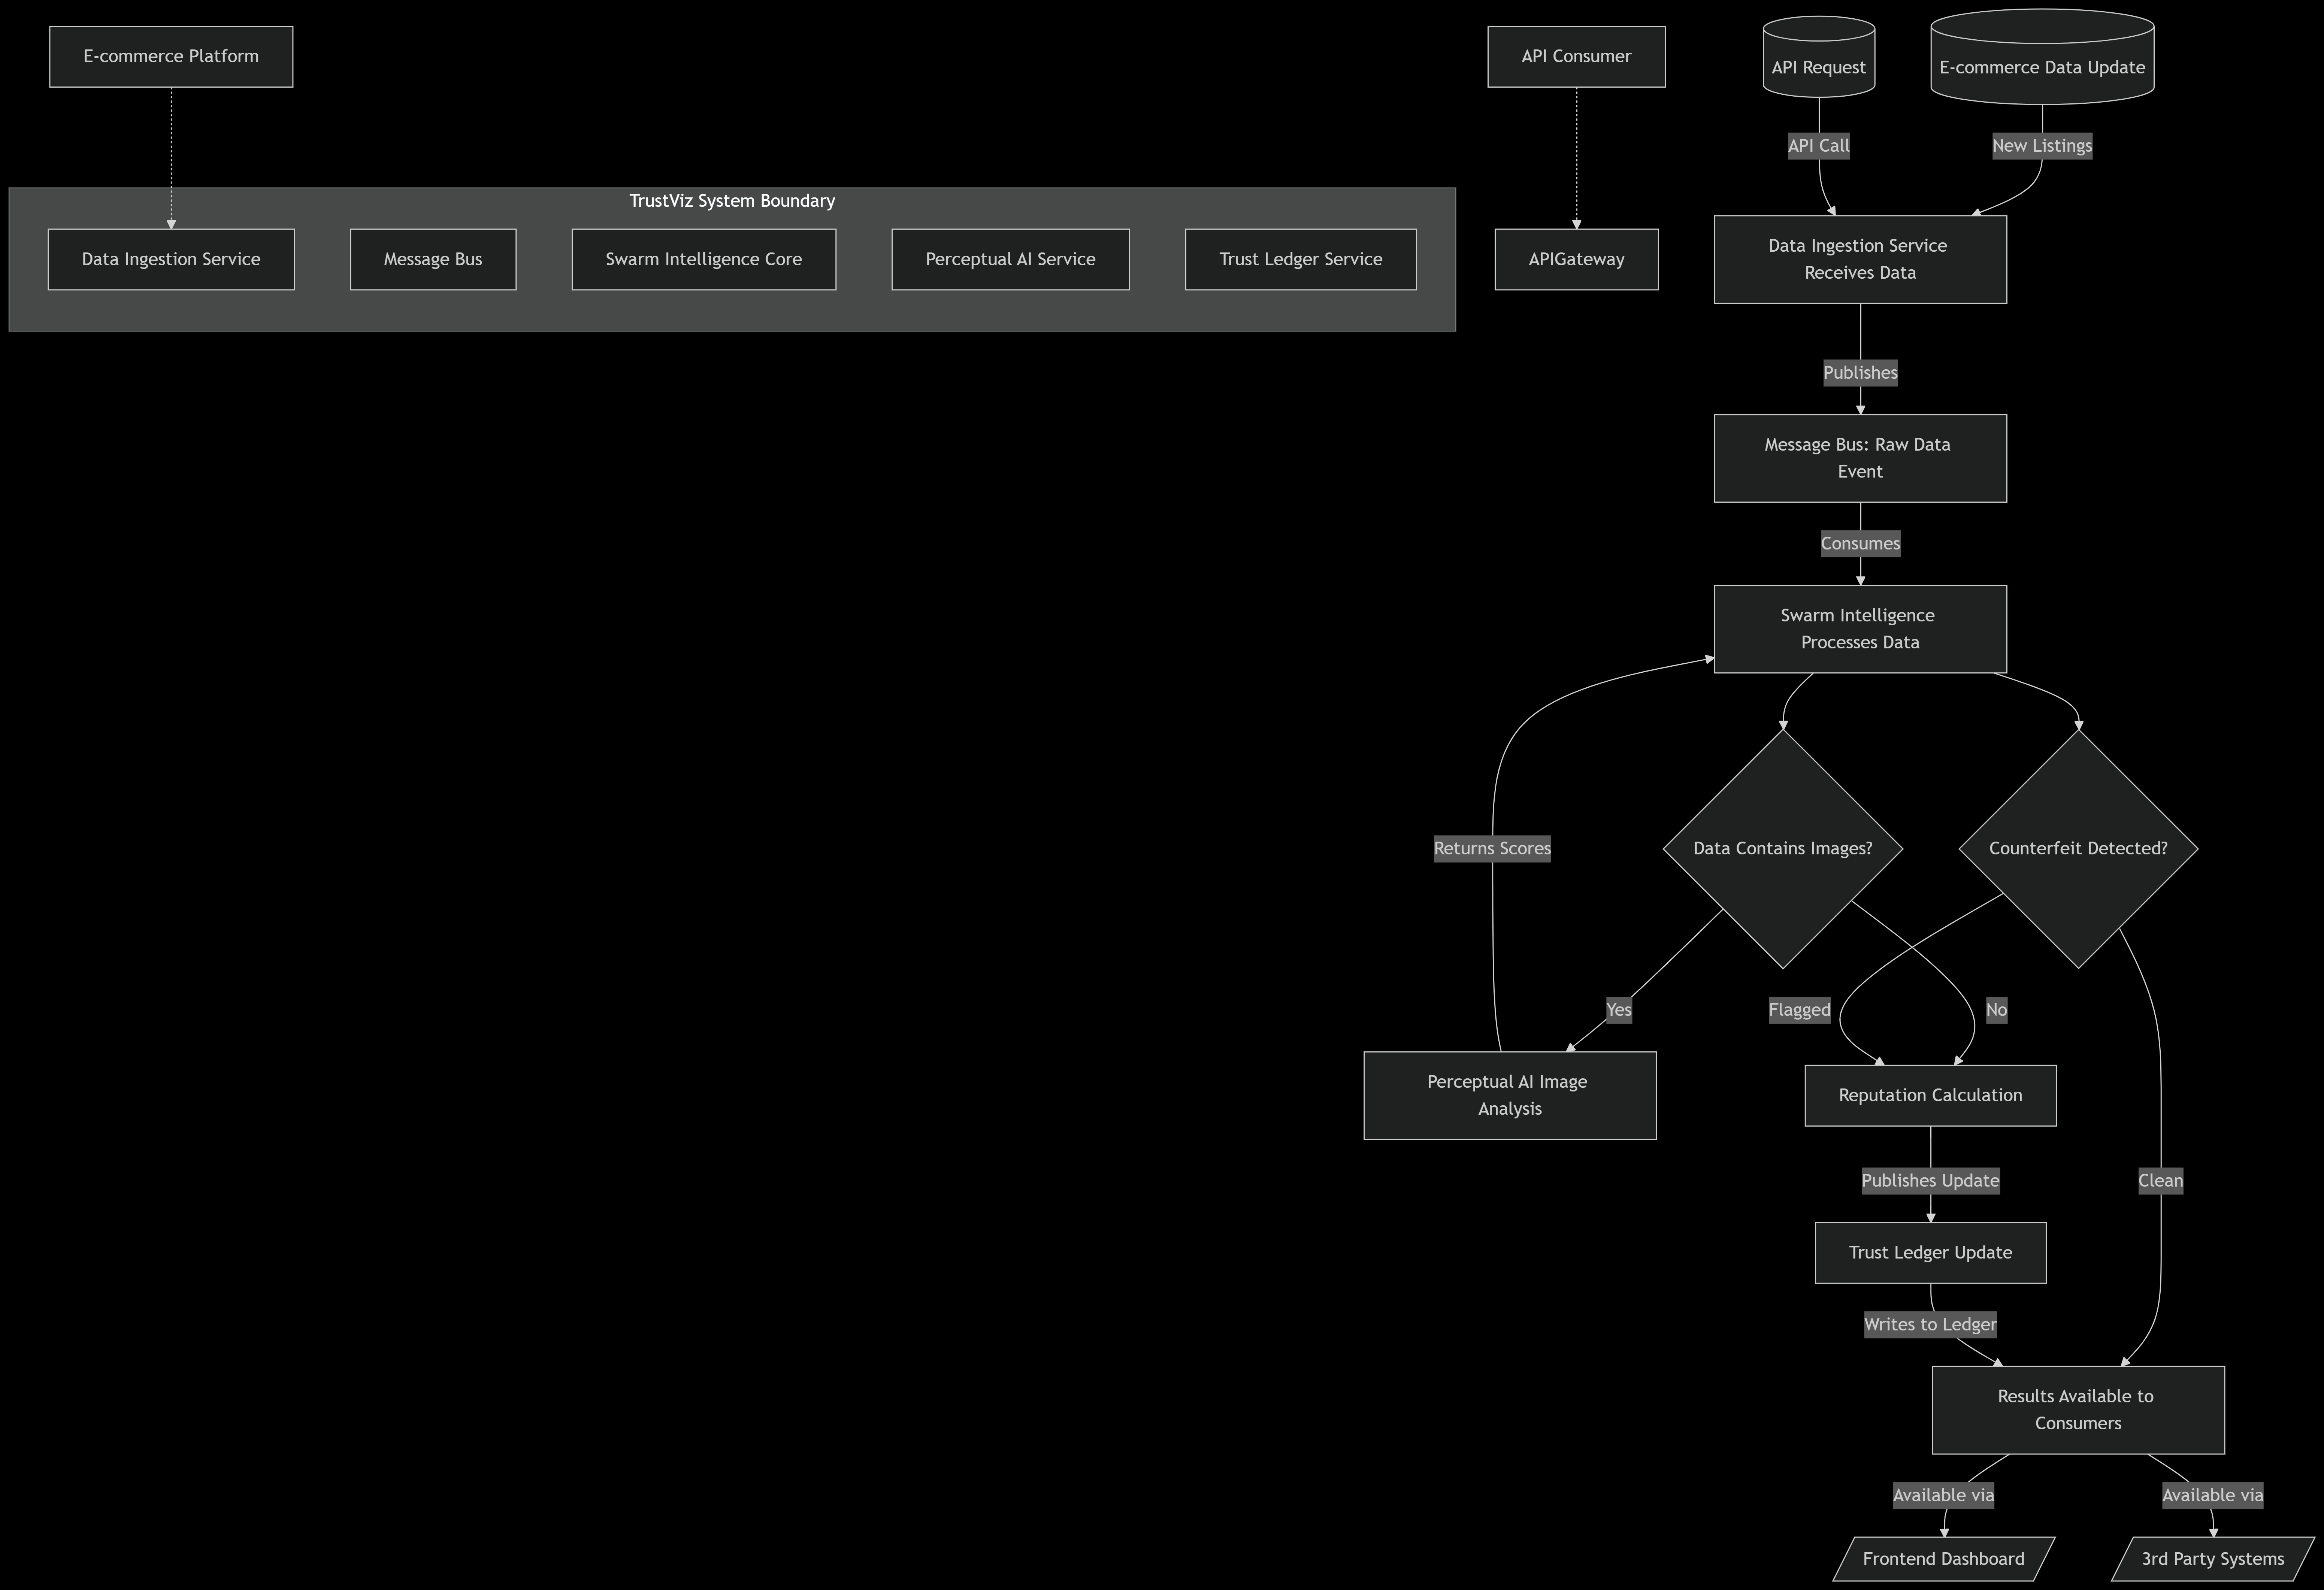 E-commerce Platform
API Consumer
API Request
E-commerce Data Update
API Call
New Listings
TrustViz System Boundary
Data Ingestion Service
Message Bus
Swarm Intelligence Core
Perceptual AI Service
Trust Ledger Service
APIGateway
Data Ingestion Service
Receives Data
Publishes
Message Bus: Raw Data
Event
Consumes
Swarm Intelligence
Processes Data
Returns Scores
Data Contains Images?
Counterfeit Detected?
Yes
Flagged
No
Perceptual AI Image
Analysis
Reputation Calculation
Publishes Update
Clean
Trust Ledger Update
Writes to Ledger
Results Available to
Consumers
Available via
Available via
Frontend Dashboard
3rd Party Systems